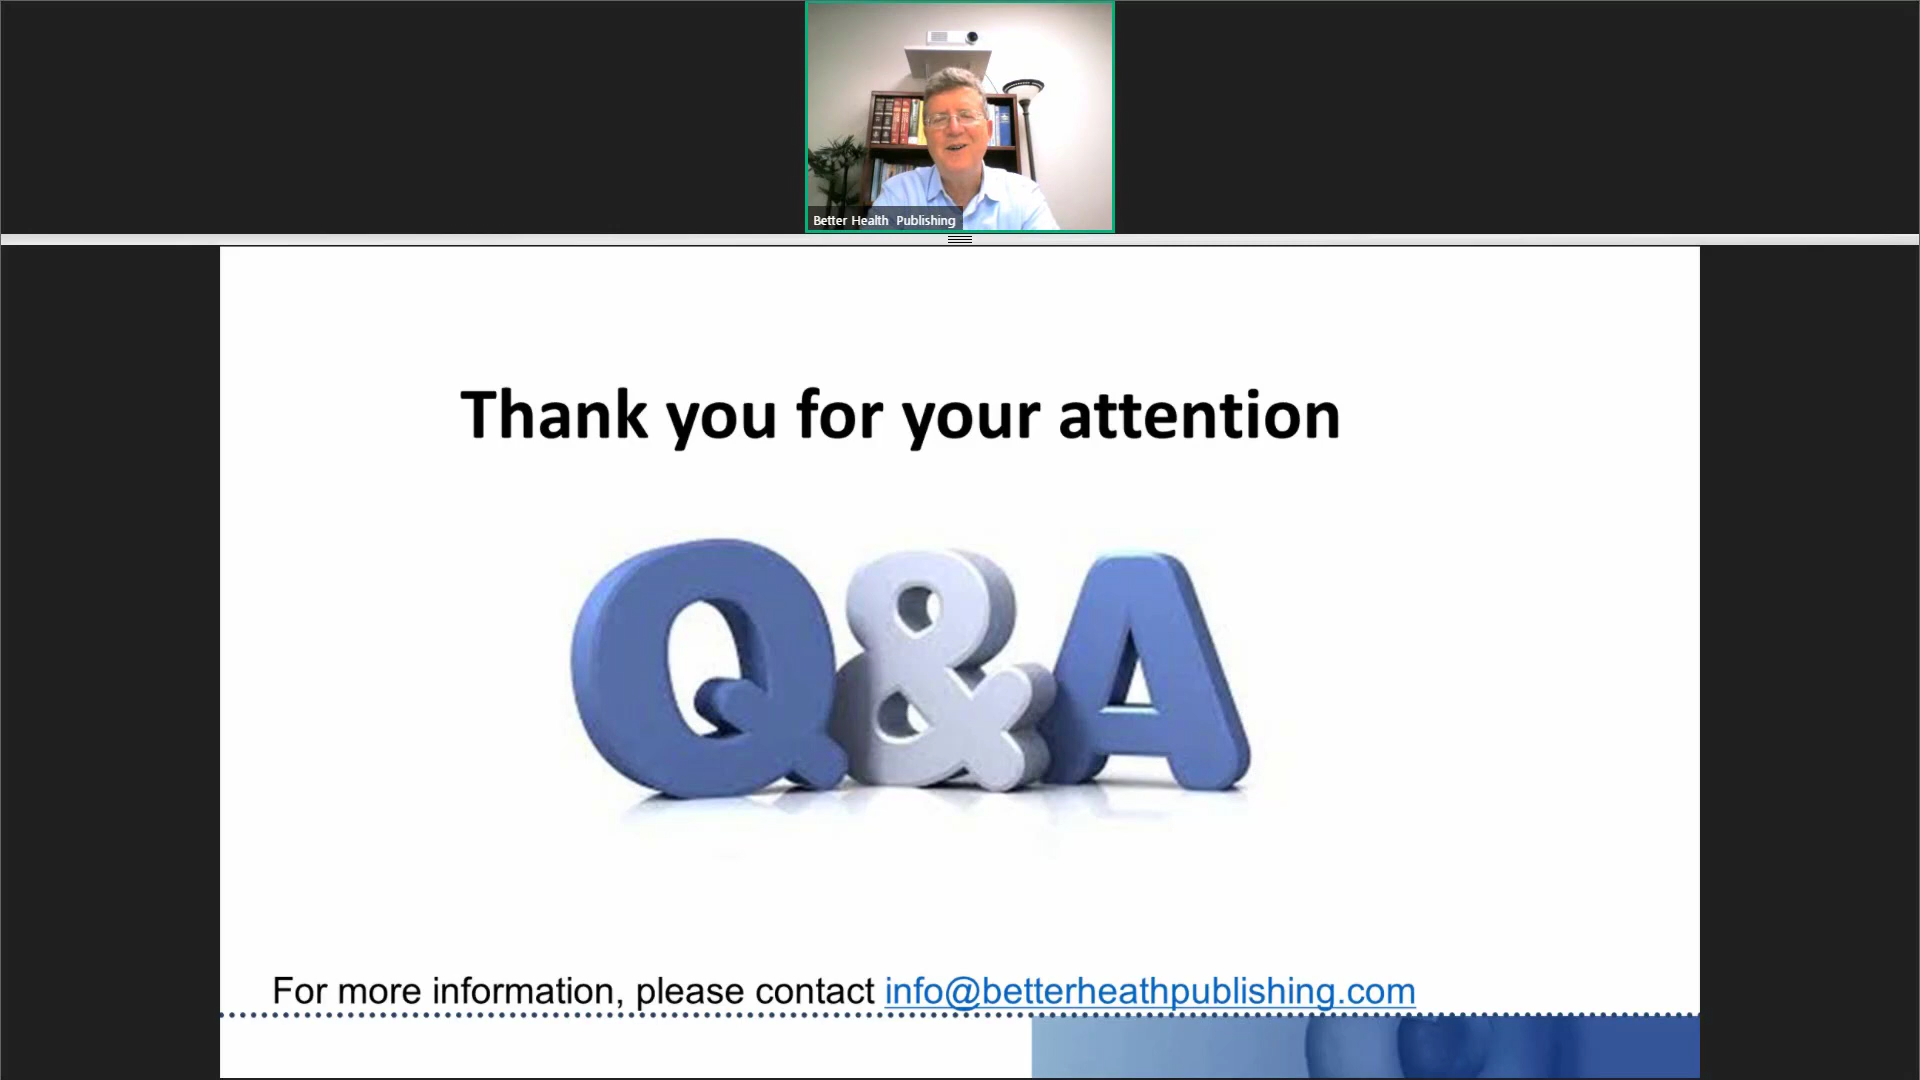 Better Health Publishing
Thank you for your attention
Q&A
For more information, please contact info@betterheathpublishing.com